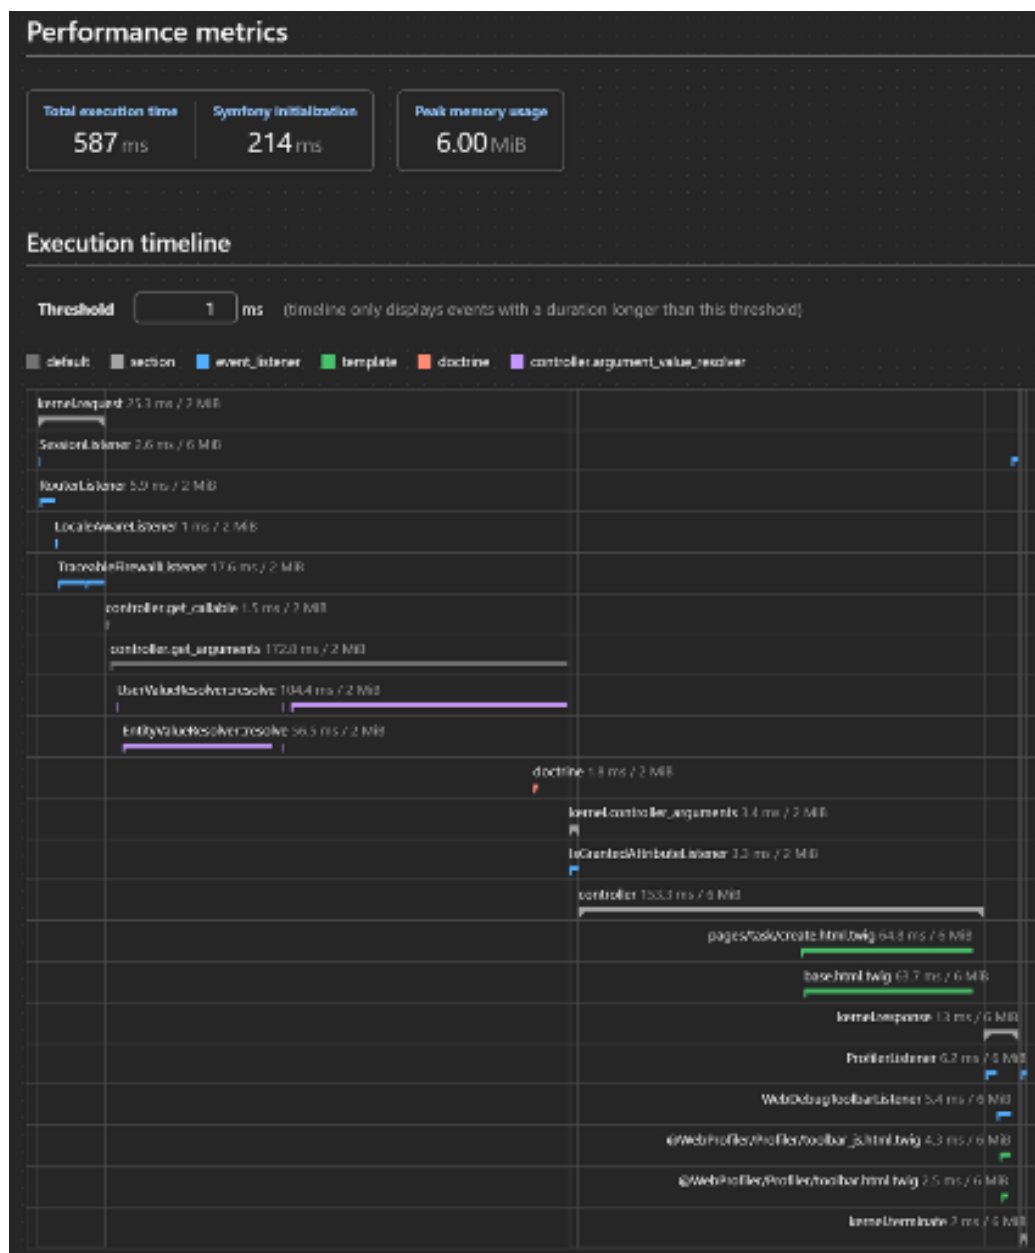 Performance metrics
Total execution time Symfony initialization Peak memory usage
587 ms 214 ms 6.00 MiB
Execution timeline
Threshold 1 ms (timeline only displays events with a duration longer than this threshold)
default section event_listener template doctrine controller.argument_value_resolver
kernel.request 25.3 ms / 2 MiB
SessionListener 2.6 ms / 6 MiB
RouterListener 5.9 ms / 2 MiB
LocaleAwareListener 1 ms / 2 MiB
TraceableFirewallListener 17.6 ms / 2 MiB
controller.get_callable 1.5 ms / 2 MiB
controller.get_arguments 172.8 ms / 2 MiB
UserValueResolver::resolve 104.4 ms / 2 MiB
EntityValueResolver::resolve 56.5 ms / 2 MiB
doctrine 1.8 ms / 2 MiB
kernel.controller_arguments 3.4 ms / 2 MiB
IsGrantedAttributeListener 3.3 ms / 2 MiB
controller 153.3 ms / 6 MiB
pages/task/create.html.twig 64.8 ms / 6 MiB
base.html.twig 63.7 ms / 6 MiB
kernel.response 13 ms / 6 MiB
ProfilerListener 6.2 ms / 6 MiB
WebDebugToolbarListener 5.4 ms / 6 MiB
@WebProfiler/Profiler/toolbar_js.html.twig 4.3 ms / 6 MiB
@WebProfiler/Profiler/toolbar.html.twig 2.5 ms / 6 MiB
kernel.terminate 2 ms / 6 MiB